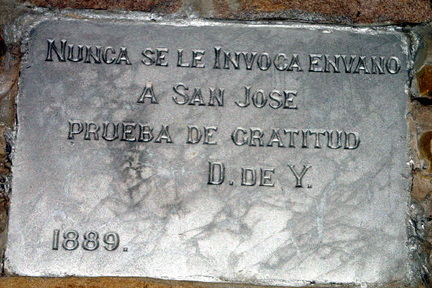 NUNCA SE LE INVOCA ENVANO
A SAN JOSE
PRUEBA DE GRATITUD
D. DE Y.
1889.